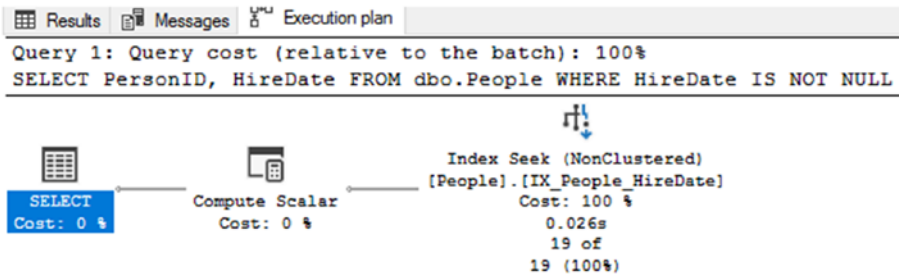 Results Messages Execution plan
Query 1: Query cost (relative to the batch): 100%
SELECT PersonID, HireDate FROM dbo.People WHERE HireDate IS NOT NULL
SELECT
Cost: 0 %
Compute Scalar
Cost: 0 %
Index Seek (NonClustered)
[People].[IX_People_HireDate]
Cost: 100 %
0.026s
19 of
19 (100%)